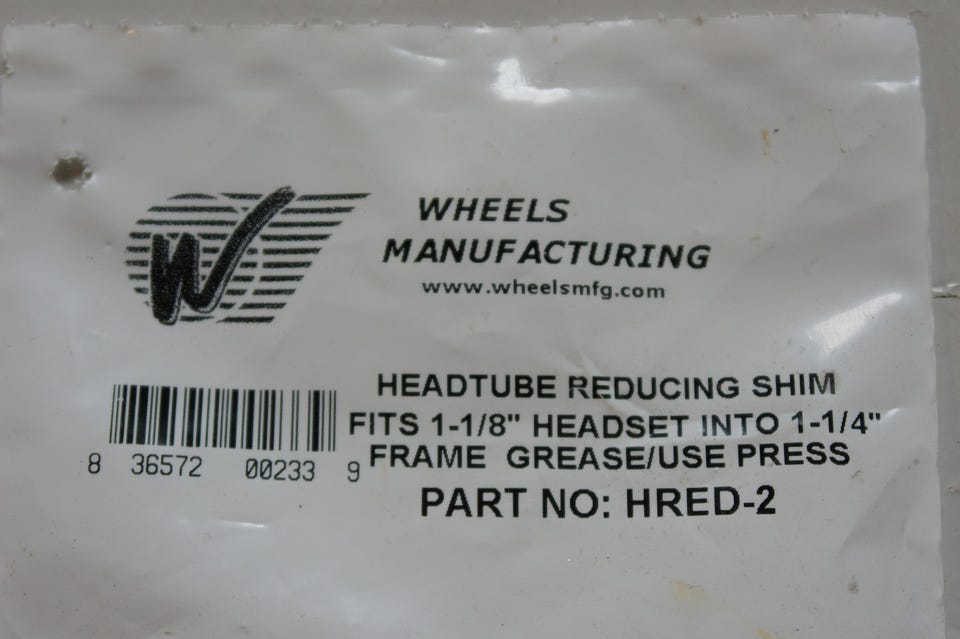 W
WHEELS
MANUFACTURING
www.wheelsmfg.com
HEADTUBE REDUCING SHIM
FITS 1-1/8" HEADSET INTO 1-1/4"
FRAME GREASE/USE PRESS
PART NO: HRED-2
8 36572 00233 9